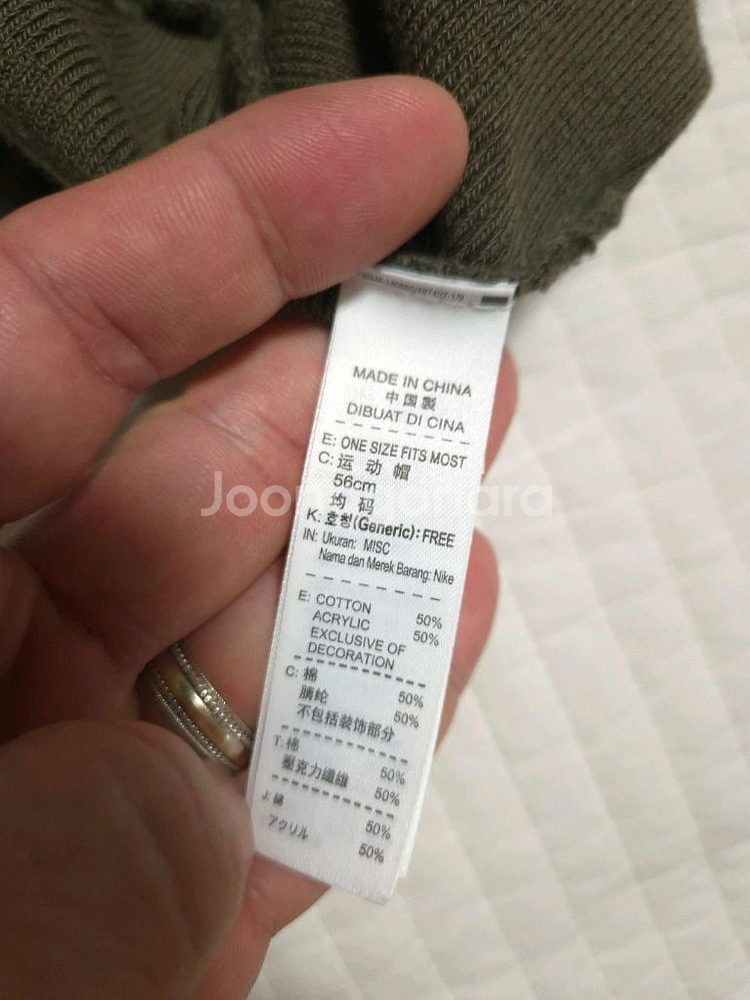 MADE IN CHINA
中国製
DIBUAT DI CINA
E: ONE SIZE FITS MOST
C: 运 动 帽
56cm
均 码
K: 호칭(Generic): FREE
IN: Ukuran: MISC
Nama dan Merek Barang: Nike
E: COTTON 50%
ACRYLIC 50%
EXCLUSIVE OF
DECORATION
C: 棉 50%
腈纶 50%
不包括装饰部分
T: 棉 50%
壓克力纖維 50%
J: 綿 50%
アクリル 50%